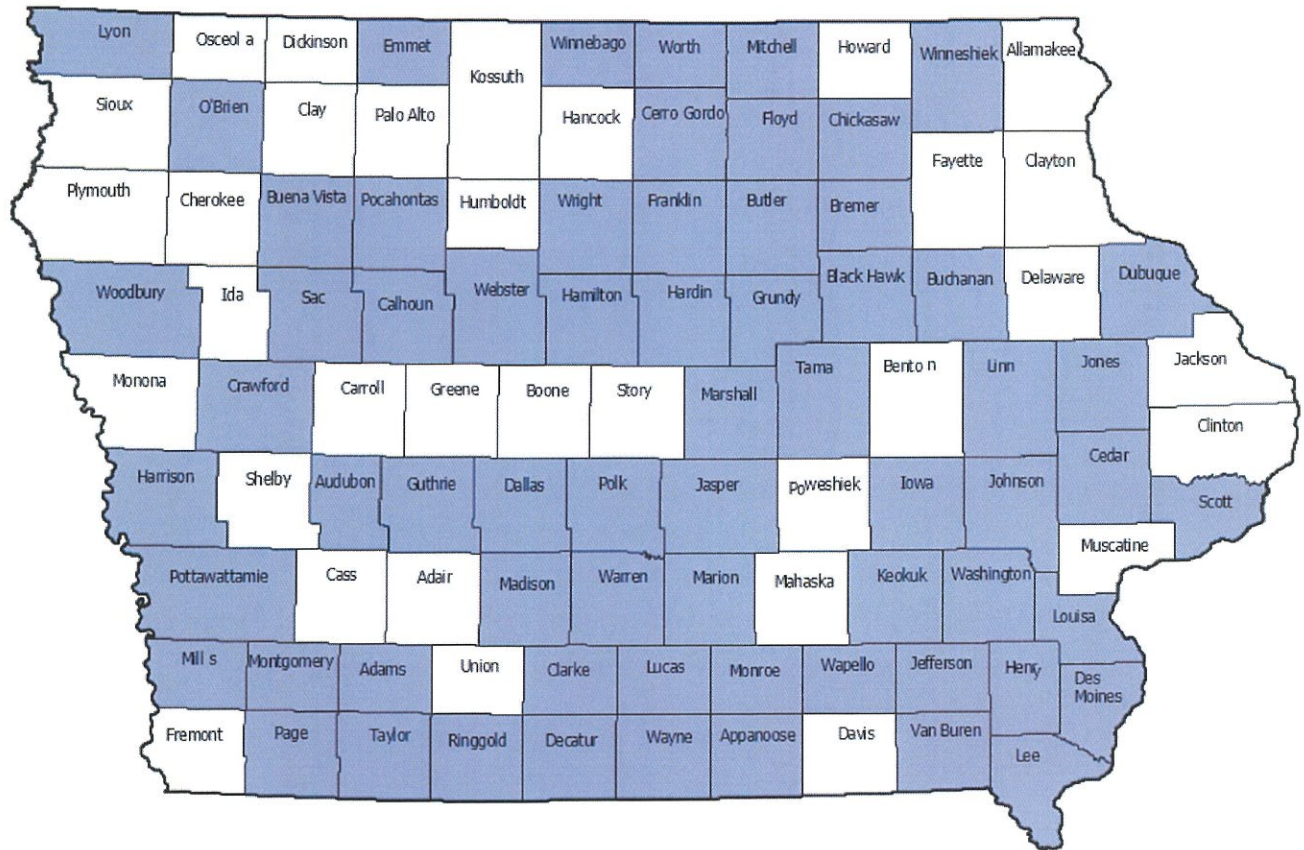 Lyon
Osceol a
Dickinson
Emmet
Kossuth
Winnebago
Worth
Mitchell
Howard
Winneshiek
Allamakee
Sioux
O'Brien
Clay
Palo Alto
Hancock
Cerro Gordo
Floyd
Chickasaw
Fayette
Clayton
Plymouth
Cherokee
Buena Vista
Pocahontas
Humboldt
Wright
Franklin
Butler
Bremer
Woodbury
Ida
Sac
Calhoun
Webster
Hamilton
Hardin
Grundy
Black Hawk
Buchanan
Delaware
Dubuque
Monona
Crawford
Carroll
Greene
Boone
Story
Marshall
Tama
Bento n
Linn
Jones
Jackson
Clinton
Harrison
Shelby
Audubon
Guthrie
Dallas
Polk
Jasper
Poweshiek
Iowa
Johnson
Cedar
Scott
Muscatine
Pottawattamie
Cass
Adair
Madison
Warren
Marion
Mahaska
Keokuk
Washington
Louisa
Mill s
Montgomery
Adams
Union
Clarke
Lucas
Monroe
Wapello
Jefferson
Henry
Des
Moines
Fremont
Page
Taylor
Ringgold
Decatur
Wayne
Appanoose
Davis
Van Buren
Lee